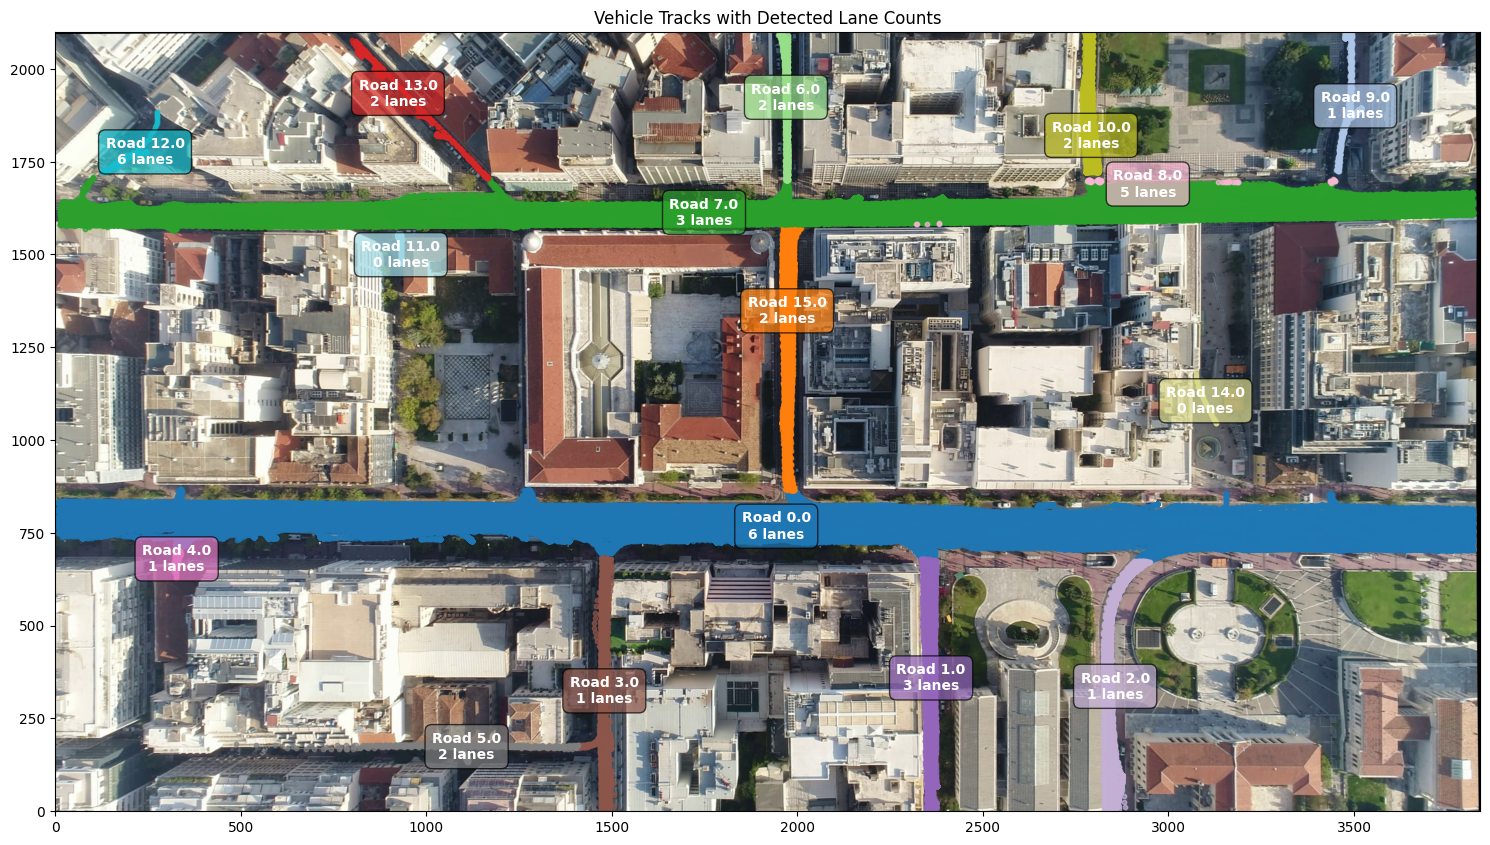 Vehicle Tracks with Detected Lane Counts
2000
1750
1500
1250
1000
750
500
250
0
Road 13.0
2 lanes
Road 6.0
2 lanes
Road 9.0
1 lanes
Road 12.0
6 lanes
Road 10.0
2 lanes
Road 8.0
5 lanes
Road 7.0
3 lanes
Road 11.0
0 lanes
Road 15.0
2 lanes
Road 14.0
0 lanes
Road 0.0
6 lanes
Road 4.0
1 lanes
Road 3.0
1 lanes
Road 1.0
3 lanes
Road 2.0
1 lanes
Road 5.0
2 lanes
0
500
1000
1500
2000
2500
3000
3500